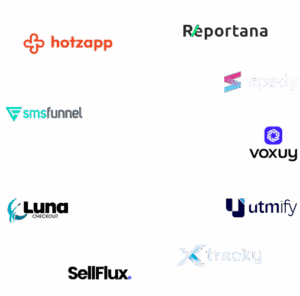 hotzapp
Reportana
spedy
smsfunnel
VOXUY
Luna
CHECKOUT
utmify
tracky
SellFlux.